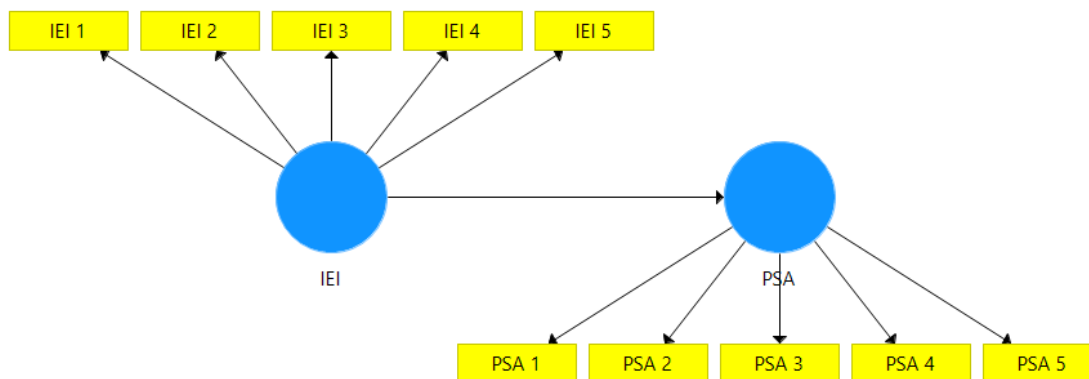 IEI 1 IEI 2 IEI 3 IEI 4 IEI 5
IEI PSA
PSA 1 PSA 2 PSA 3 PSA 4 PSA 5